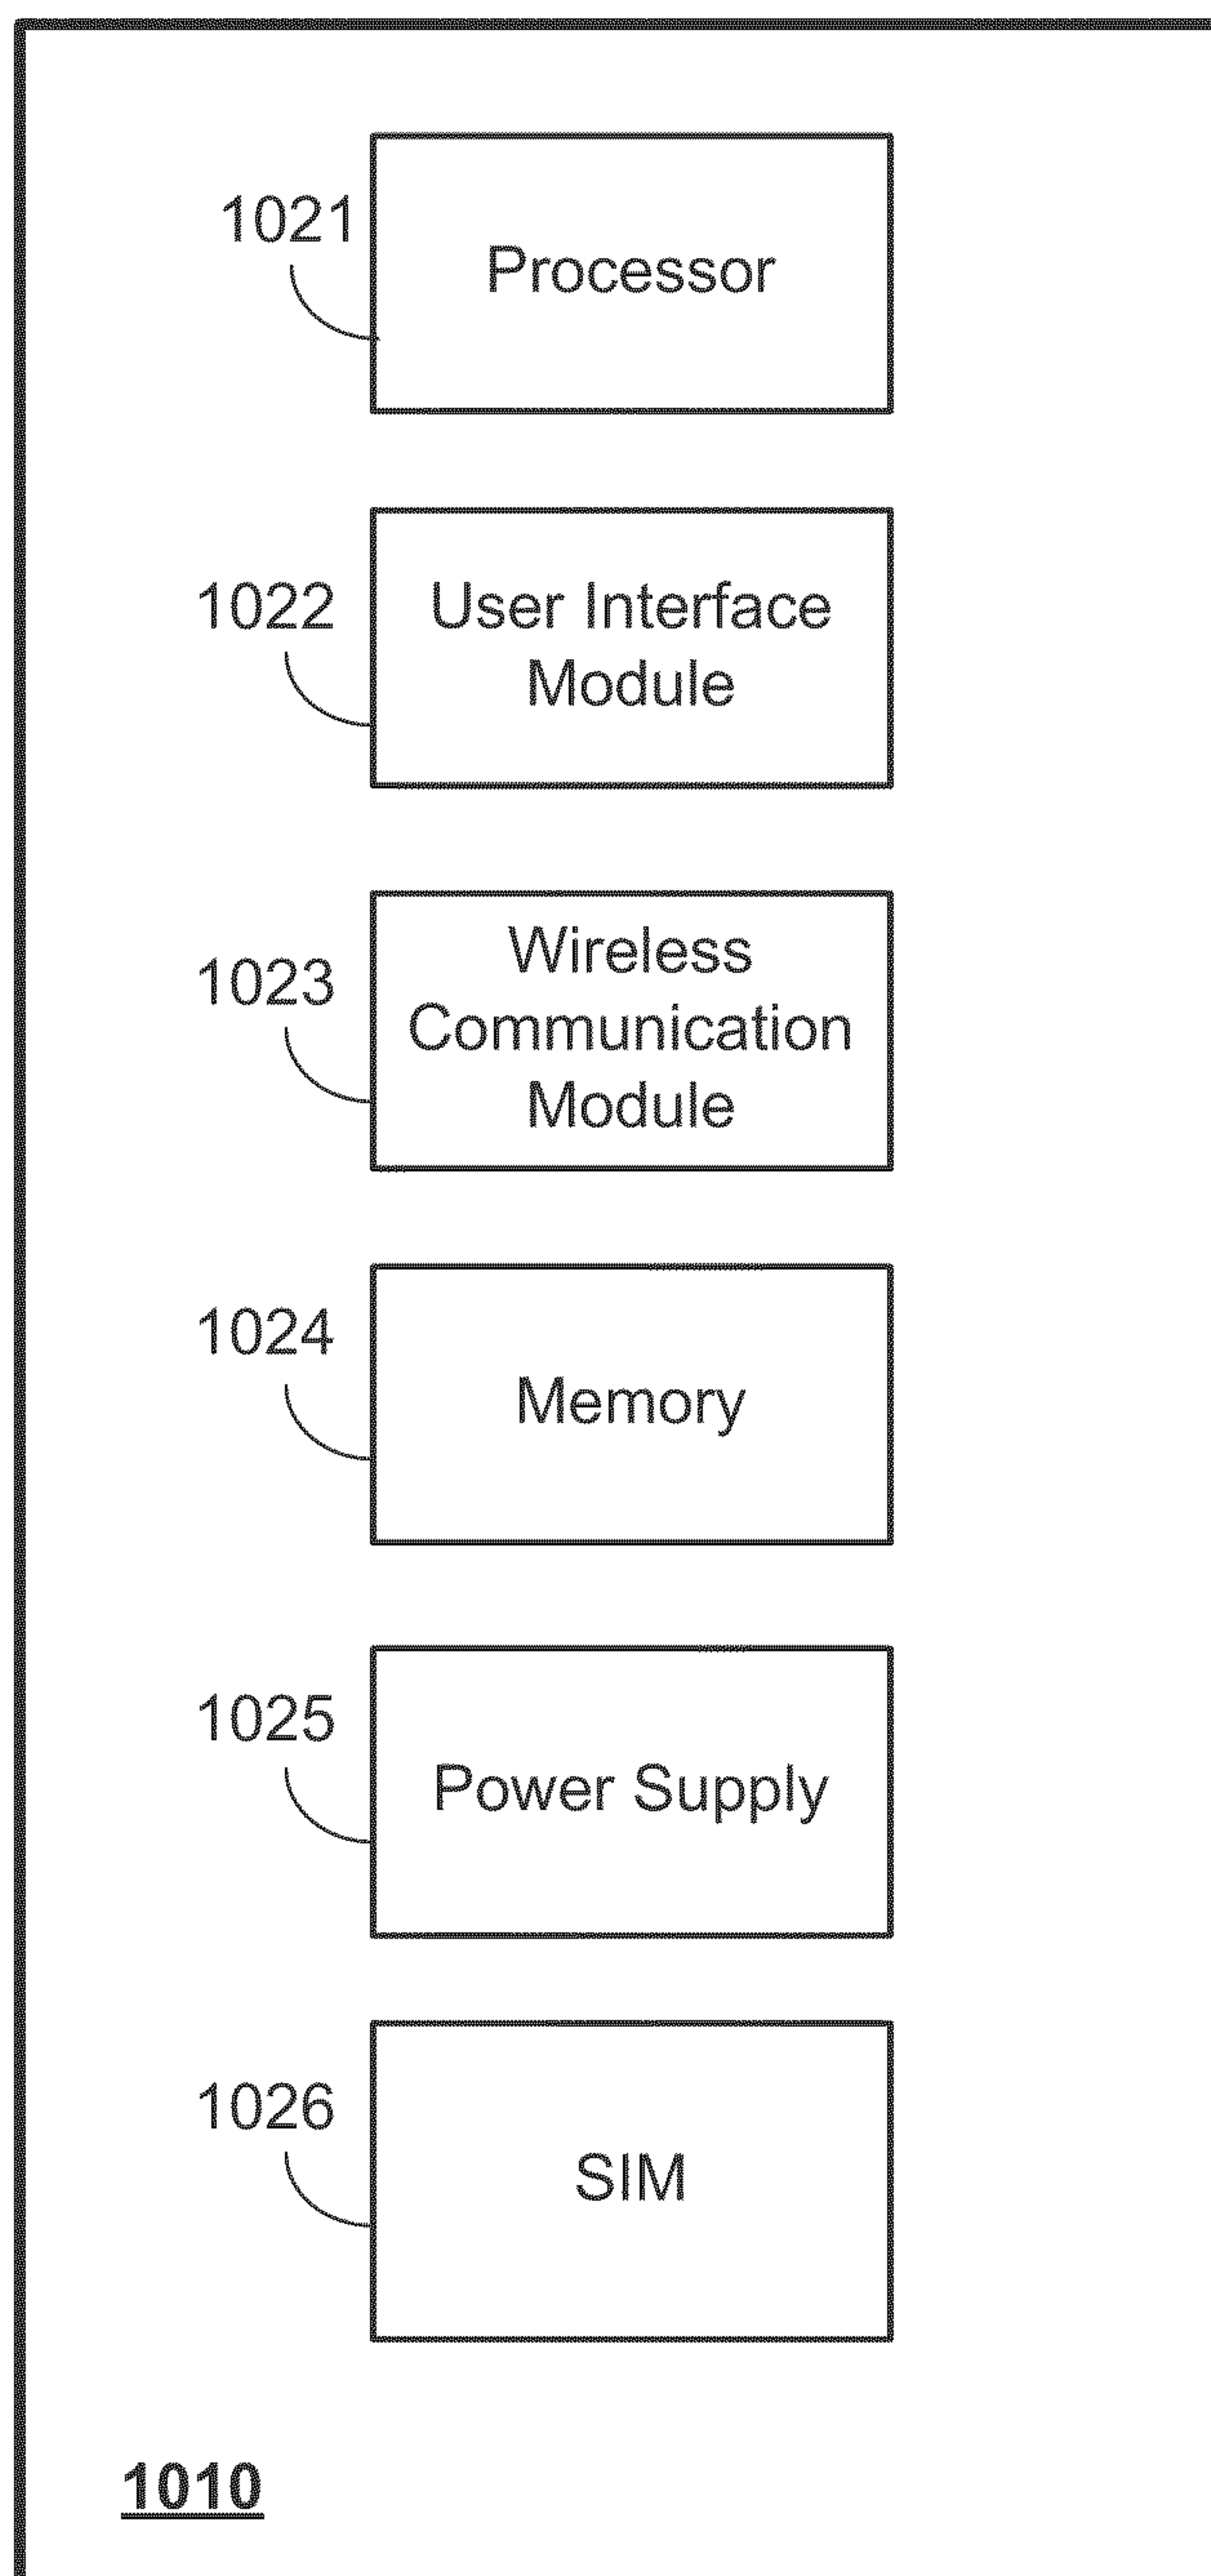 1021
Processor
1022
User Interface
Module
1023
Wireless
Communication
Module
1024
Memory
1025
Power Supply
1026
SIM
1010